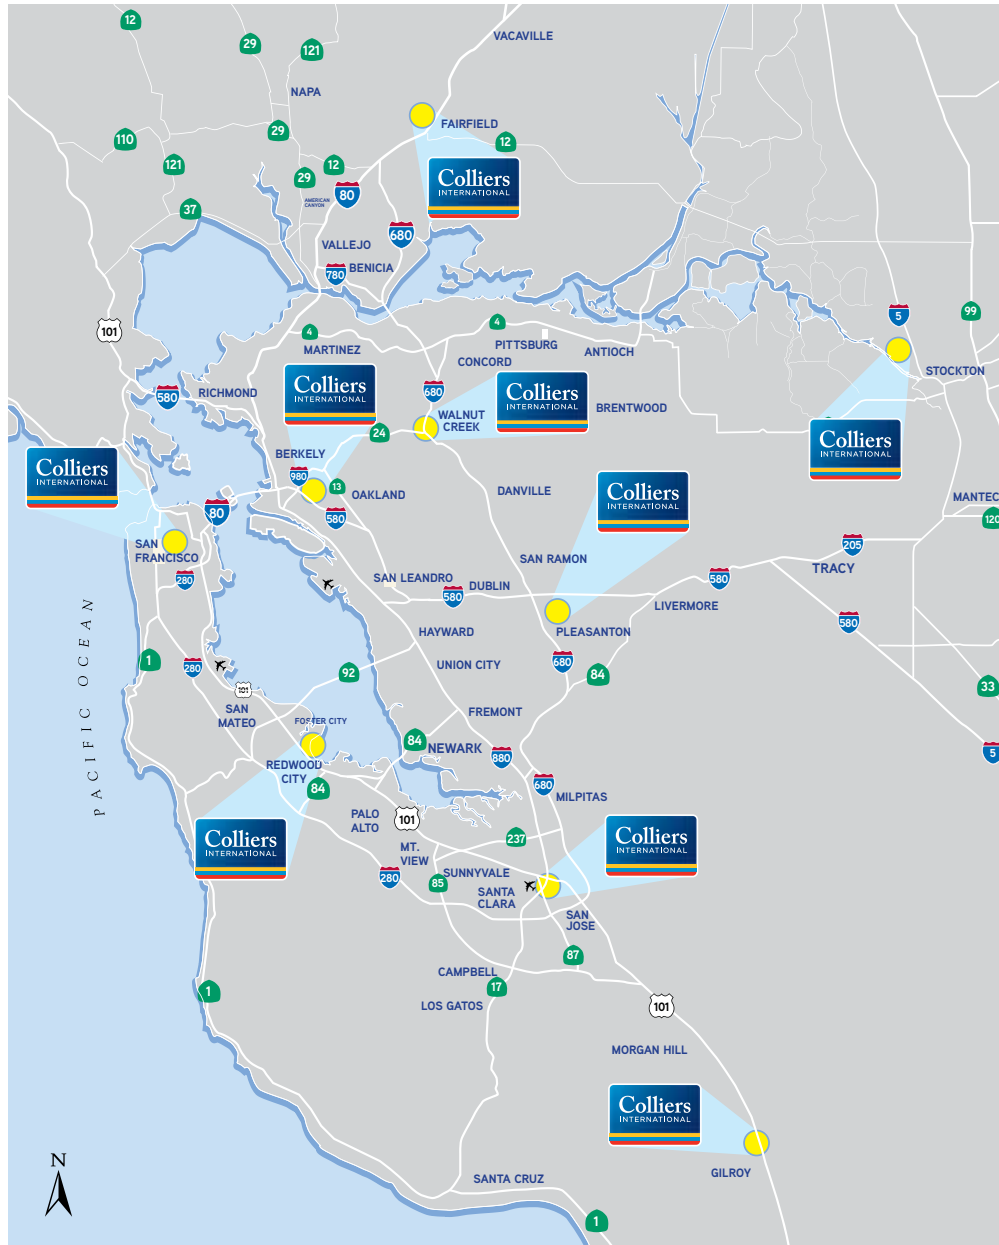 12
29
121
VACAVILLE
NAPA
FAIRFIELD
29
110
12
121
12
29
80
Colliers
INTERNATIONAL
AMERICAN
CANYON
37
680
VALLEJO
BENICIA
780
5
99
101
4
4
MARTINEZ
PITTSBURG
ANTIOCH
CONCORD
STOCKTON
580
RICHMOND
680
Colliers
INTERNATIONAL
Colliers
INTERNATIONAL
BRENTWOOD
WALNUT
CREEK
24
Colliers
INTERNATIONAL
BERKELY
Colliers
INTERNATIONAL
980
13
OAKLAND
DANVILLE
Colliers
INTERNATIONAL
MANTEC
80
580
120
SAN
FRANCISCO
205
SAN RAMON
TRACY
280
SAN LEANDRO
DUBLIN
580
580
LIVERMORE
580
HAYWARD
PLEASANTON
PACIFIC OCEAN
1
280
UNION CITY
680
92
84
33
101
SAN
MATEO
FOSTER CITY
FREMONT
84
NEWARK
880
5
REDWOOD
CITY
84
680
MILPITAS
PALO
ALTO
101
237
Colliers
INTERNATIONAL
Colliers
INTERNATIONAL
MT.
VIEW
280
SUNNYVALE
85
SANTA
CLARA
SAN
JOSE
87
CAMPBELL
17
1
LOS GATOS
101
MORGAN HILL
Colliers
INTERNATIONAL
GILROY
N
SANTA CRUZ
1